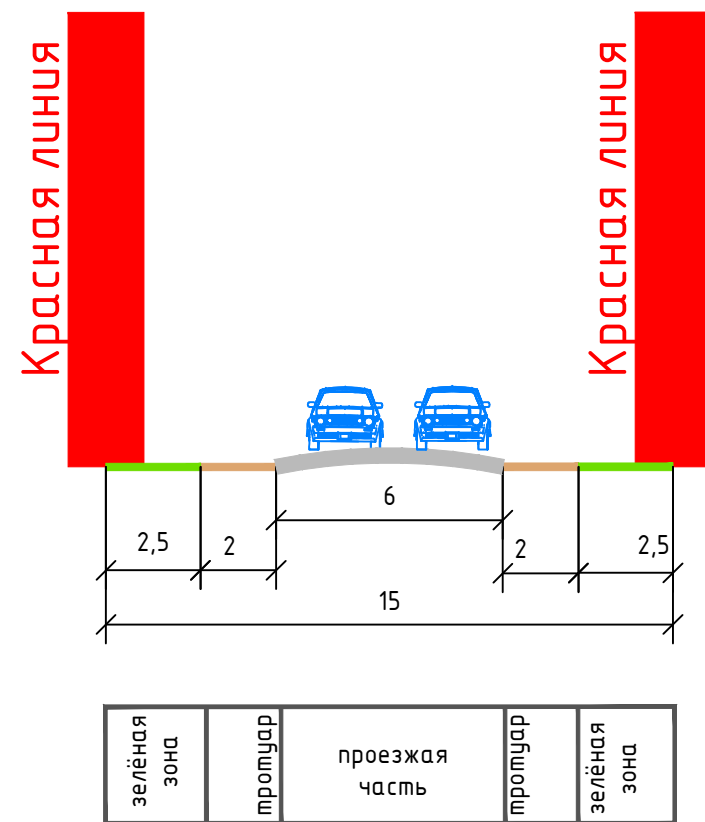 Красная линия
Красная линия
6
2,5
2
2
2,5
15
зелёная
зона
тротуар
проезжая
часть
тротуар
зелёная
зона